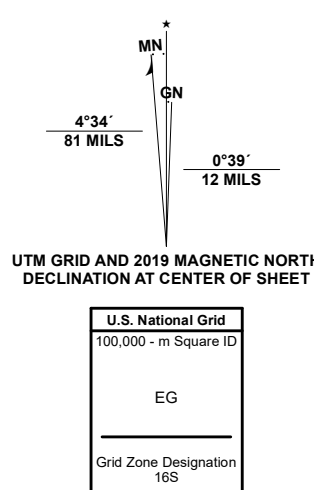 MN
GN
4°34´
81 MILS
0°39´
12 MILS
UTM GRID AND 2019 MAGNETIC NORTH
DECLINATION AT CENTER OF SHEET
U.S. National Grid
100,000 - m Square ID
EG
Grid Zone Designation
16S